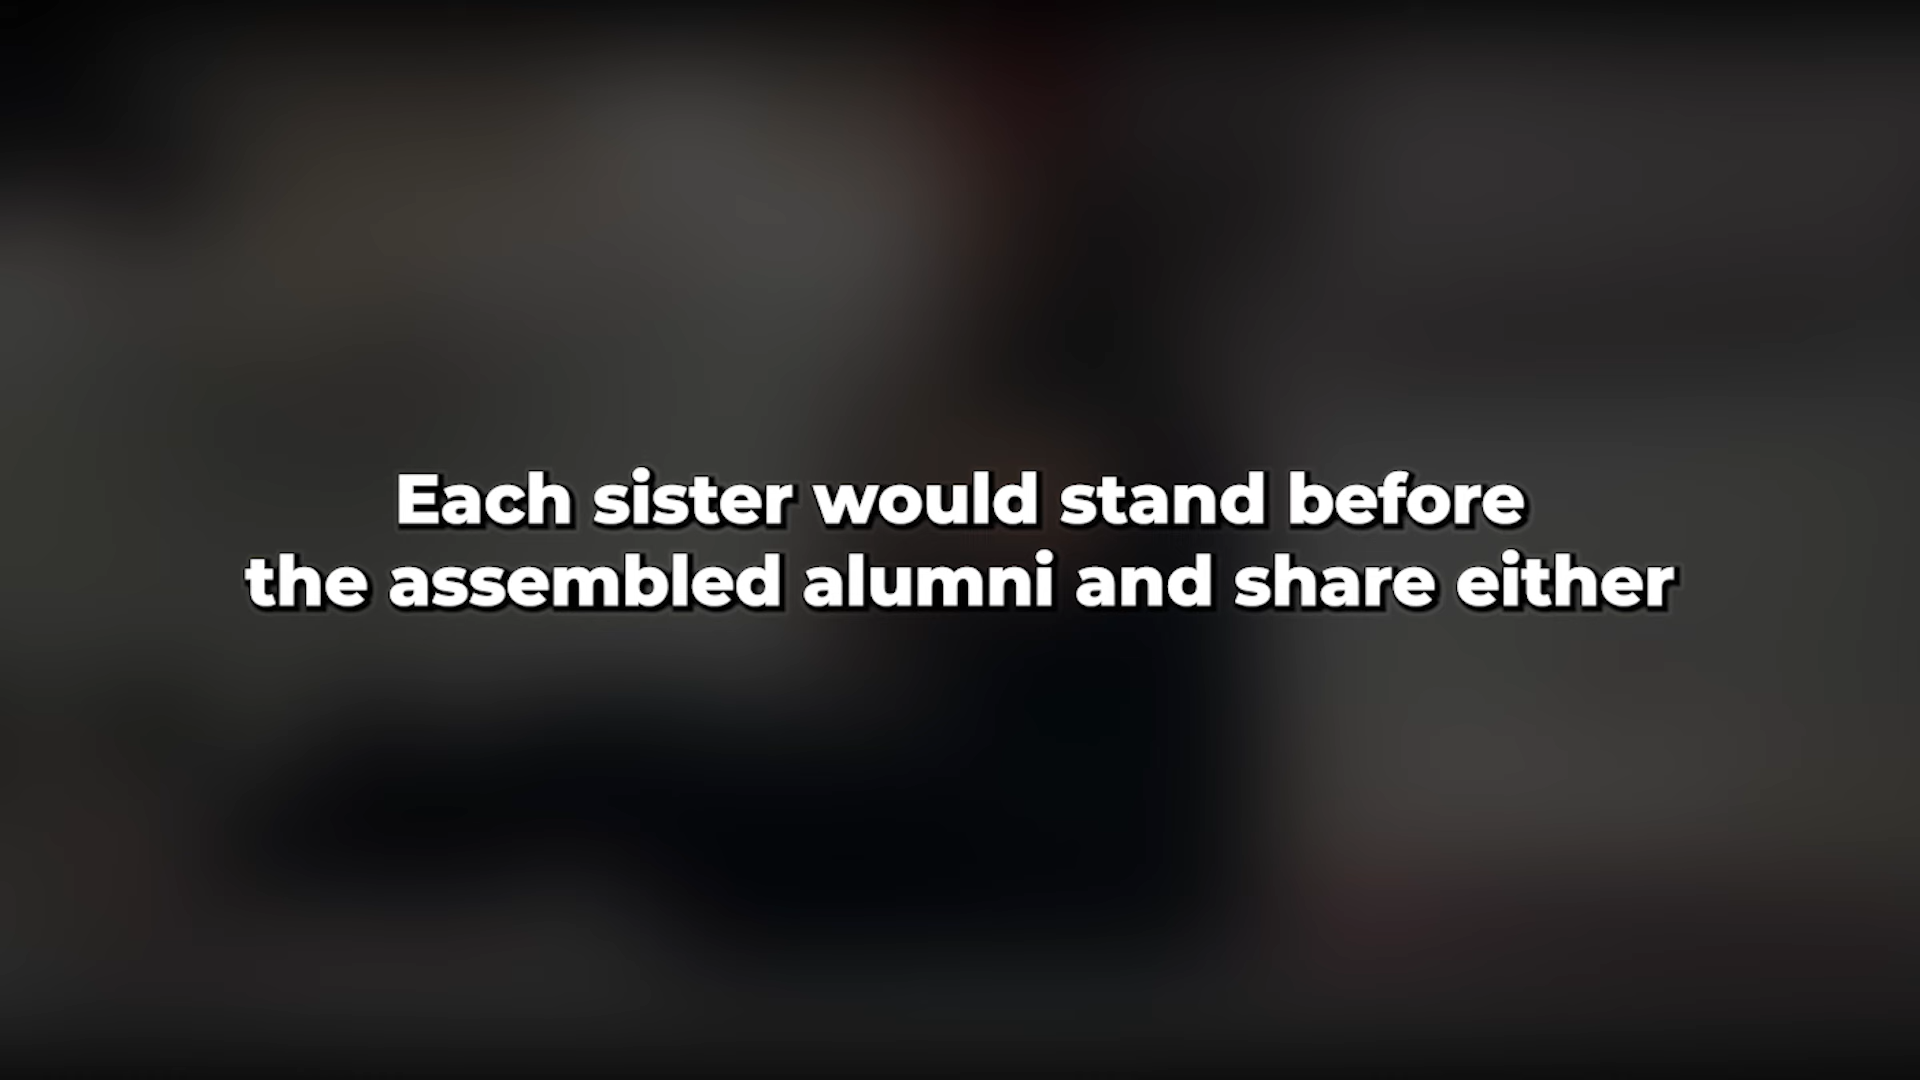 Each sister would stand before
the assembled alumni and share either